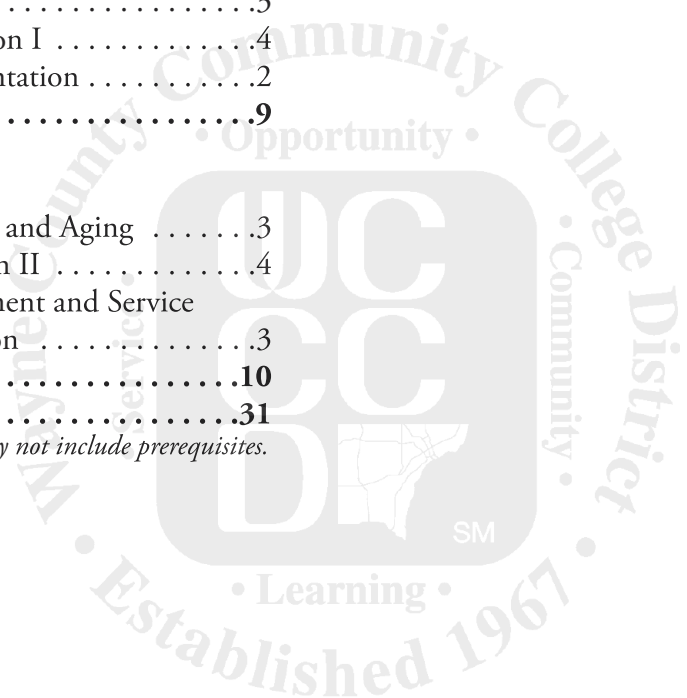 . . . . . . . . . . . . . . . .3
on I . . . . . . . . . . . .4
ntation . . . . . . . . . . .2
. . . . . . . . . . . . . . . .9
and Aging . . . . . . .3
n II . . . . . . . . . . . .4
ment and Service
on . . . . . . . . . . . . . .3
. . . . . . . . . . . . . . .10
. . . . . . . . . . . . . . .31
y not include prerequisites.
Wayne County Community College District
• Opportunity •
Service •
• Community •
WC
CC
D
SM
• Learning •
• Established 1967 •